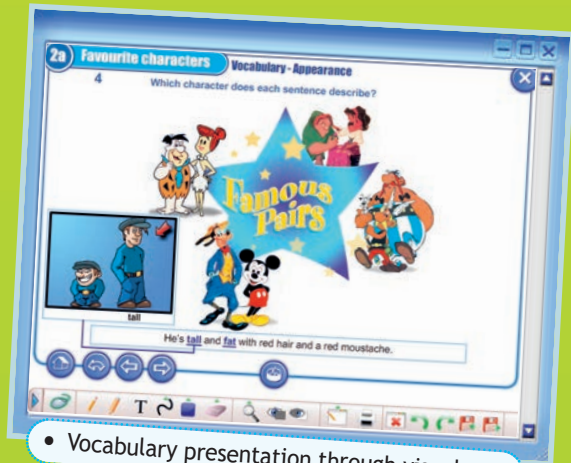 2a Favourite characters Vocabulary - Appearance
4 Which character does each sentence describe?
Famous
Pairs
tall
He's tall and fat with red hair and a red moustache.
T
• Vocabulary presentation through